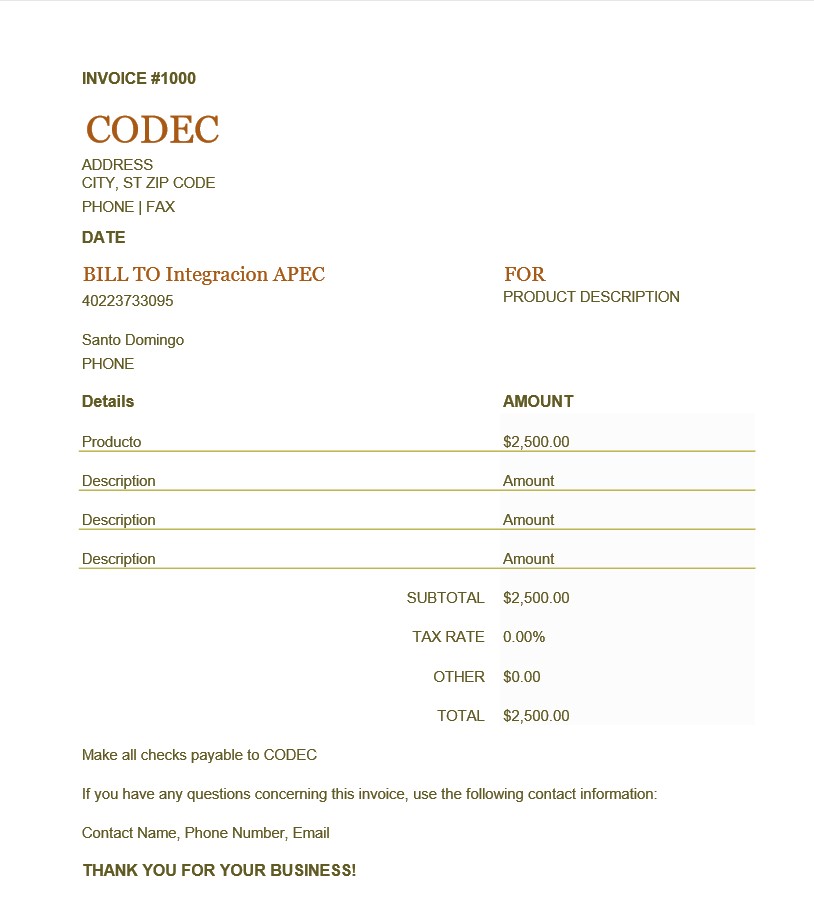 INVOICE #1000
CODEC
ADDRESS
CITY, ST ZIP CODE
PHONE | FAX
DATE
BILL TO Integracion APEC
40223733095
Santo Domingo
PHONE
FOR
PRODUCT DESCRIPTION
Details AMOUNT
Producto $2,500.00
Description Amount
Description Amount
Description Amount
SUBTOTAL $2,500.00
TAX RATE 0.00%
OTHER $0.00
TOTAL $2,500.00
Make all checks payable to CODEC
If you have any questions concerning this invoice, use the following contact information:
Contact Name, Phone Number, Email
THANK YOU FOR YOUR BUSINESS!